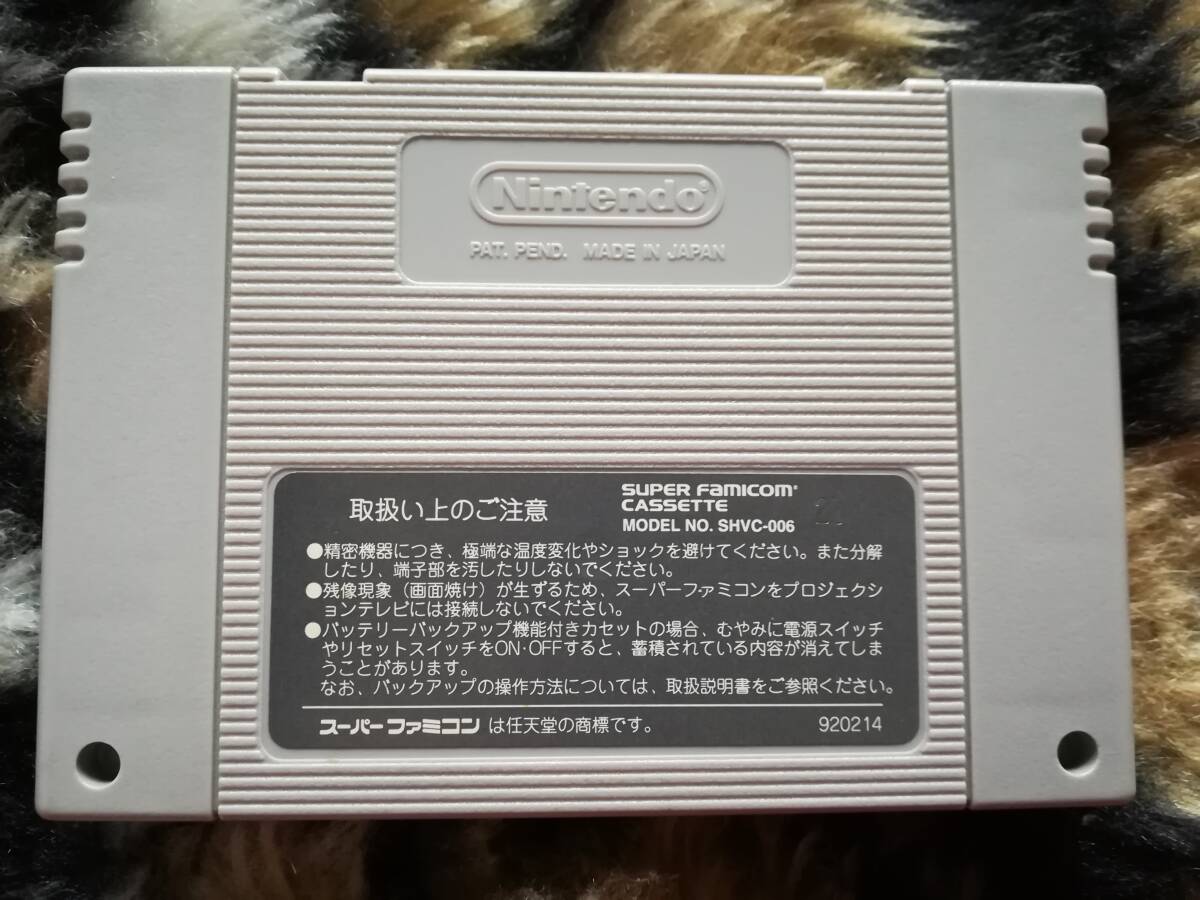 Nintendo®
PAT. PEND. MADE IN JAPAN
取扱い上のご注意
SUPER FAMICOM®
CASSETTE
MODEL NO. SHVC-006
●精密機器につき、極端な温度変化やショックを避けてください。また分解
したり、端子部を汚したりしないでください。
●残像現象（画面焼け）が生ずるため、スーパーファミコンをプロジェクシ
ョンテレビには接続しないでください。
●バッテリーバックアップ機能付きカセットの場合、むやみに電源スイッチ
やリセットスイッチをON·OFFすると、蓄積されている内容が消えてしま
うことがあります。
なお、バックアップの操作方法については、取扱説明書をご参照ください。
スーパーファミコン は任天堂の商標です。
920214